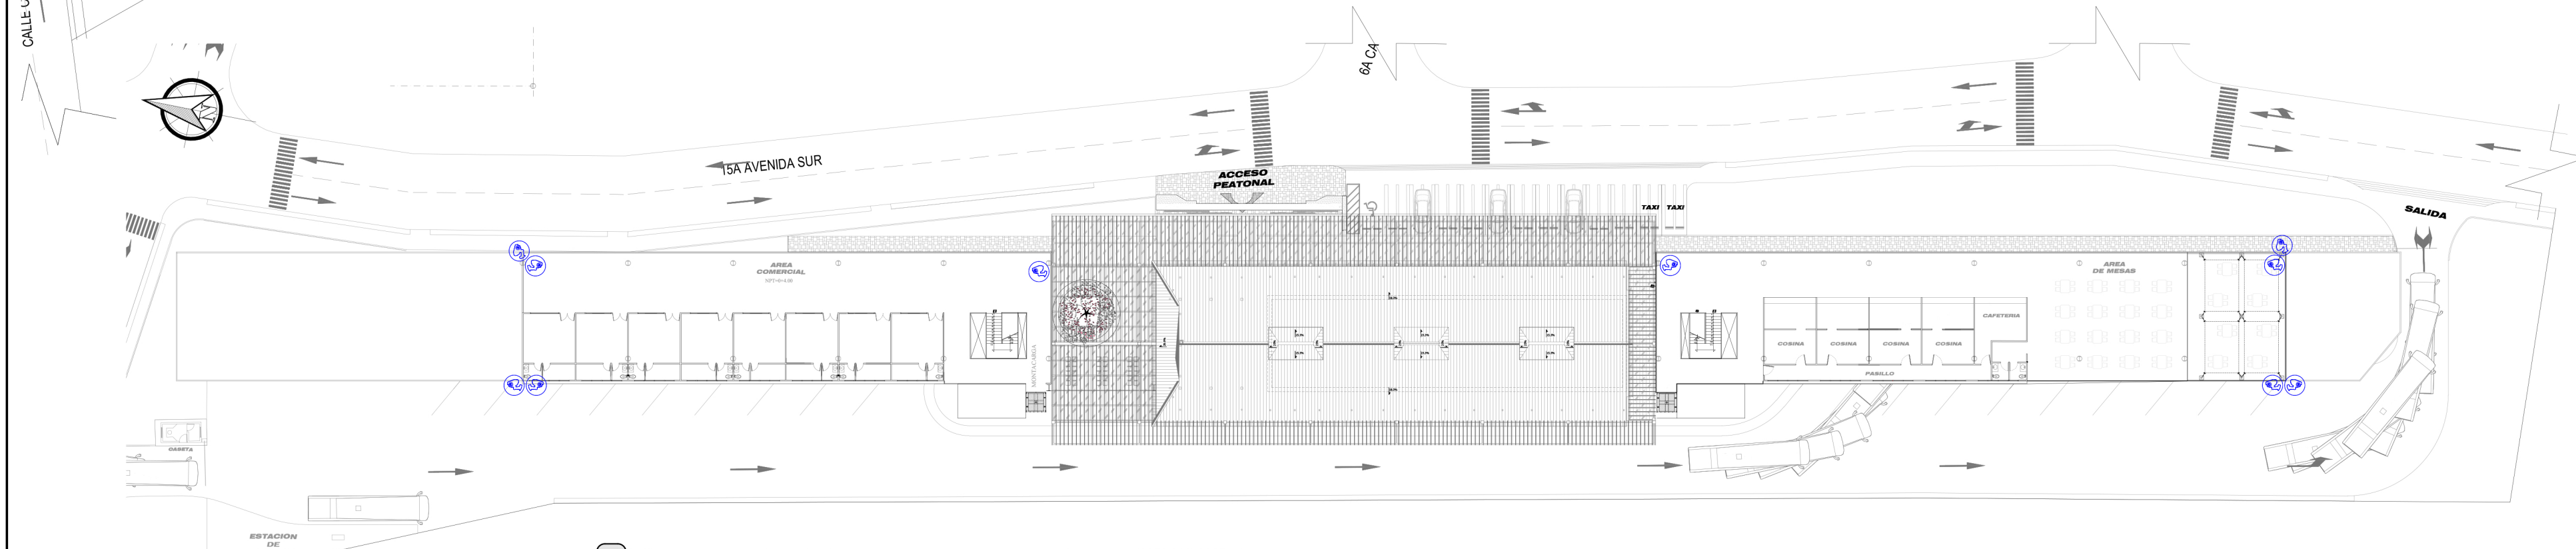 CALLE C
6A CA
15A AVENIDA SUR
N
ACCESO
PEATONAL
TAXI TAXI
SALIDA
AREA
COMERCIAL
AREA
DE MESAS
CAFETERIA
COSINA COSINA COSINA COSINA
MONTACARGA
PASILLO
CASETA
ESTACION
DE